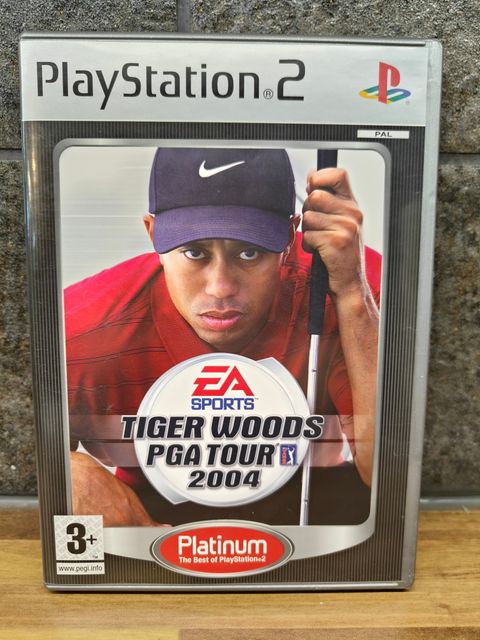 PlayStation®2
PAL
EA
SPORTS
TIGER WOODS
PGA TOUR
2004
3+
www.pegi.info
Platinum
The Best of PlayStation®2